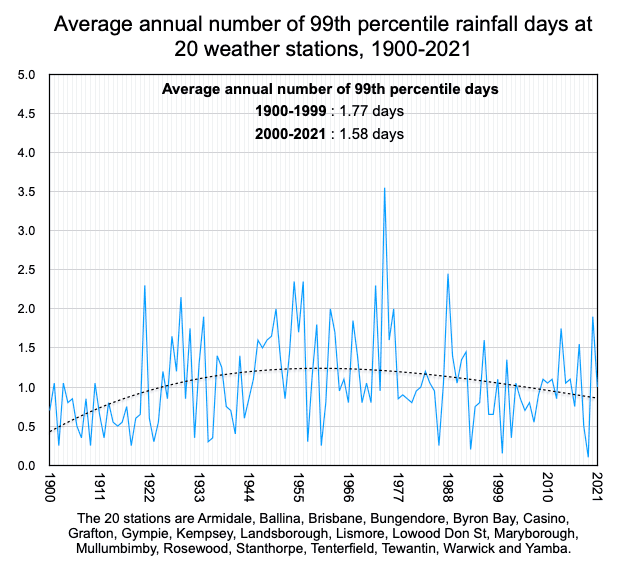 Average annual number of 99th percentile rainfall days at
20 weather stations, 1900-2021
Average annual number of 99th percentile days
1900-1999 : 1.77 days
2000-2021 : 1.58 days
5.0
4.5
4.0
3.5
3.0
2.5
2.0
1.5
1.0
0.5
0.0
1900
1911
1922
1933
1944
1955
1966
1977
1988
1999
2010
2021
The 20 stations are Armidale, Ballina, Brisbane, Bungendore, Byron Bay, Casino,
Grafton, Gympie, Kempsey, Landsborough, Lismore, Lowood Don St, Maryborough,
Mullumbimby, Rosewood, Stanthorpe, Tenterfield, Tewantin, Warwick and Yamba.